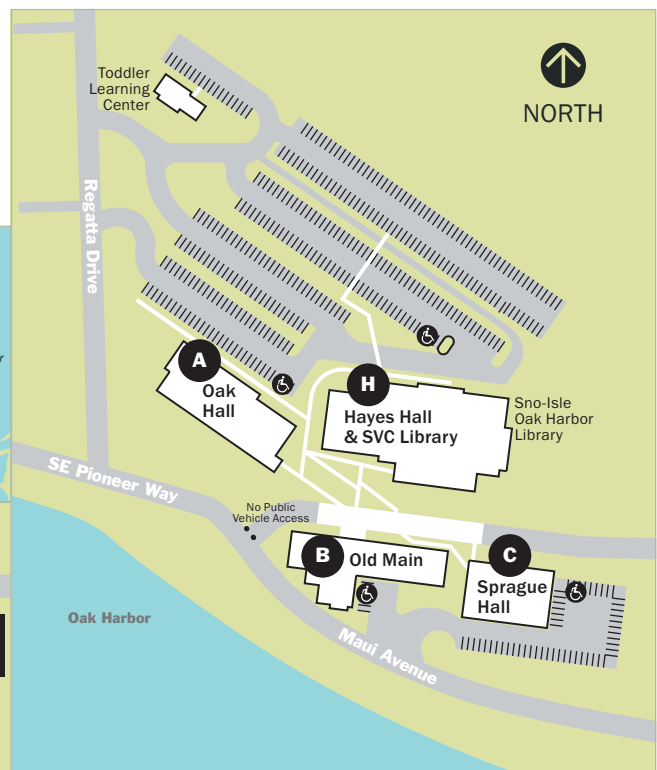 Toddler
Learning
Center
NORTH
Regatta Drive
A
Oak
Hall
H
Hayes Hall
& SVC Library
Sno-Isle
Oak Harbor
Library
SE Pioneer Way
No Public
Vehicle Access
B
Old Main
C
Sprague
Hall
Oak Harbor
Maui Avenue